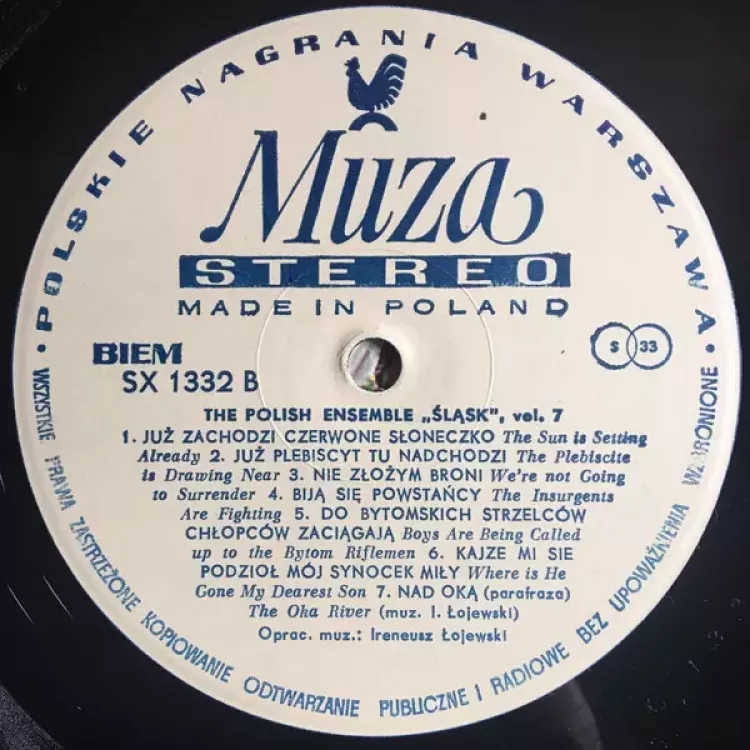 • POLSKIE NAGRANIA WARSZAWA •
Muza
STEREO
MADE IN POLAND
BIEM
SX 1332 B
S 33
THE POLISH ENSEMBLE „ŚLĄSK”, vol. 7
1. JUŻ ZACHODZI CZERWONE SŁONECZKO The Sun is Setting
Already 2. JUŻ PLEBISCYT TU NADCHODZI The Plebiscite
is Drawing Near 3. NIE ZŁOŻYM BRONI We're not Going
to Surrender 4. BIJĄ SIĘ POWSTAŃCY The Insurgents
Are Fighting 5. DO BYTOMSKICH STRZELCÓW
CHŁOPCÓW ZACIĄGAJĄ Boys Are Being Called
up to the Bytom Riflemen 6. KAJZE MI SIE
PODZIOŁ MÓJ SYNOCEK MIŁY Where is He
Gone My Dearest Son 7. NAD OKĄ (parafraza)
The Oka River (muz. I. Łojewski)
Oprac. muz.: Ireneusz Łojewski
WSZYSTKIE PRAWA ZASTRZEŻONE KOPIOWANIE ODTWARZANIE PUBLICZNE I RADIOWE BEZ UPOWAŻNIENIA WZBRONIONE